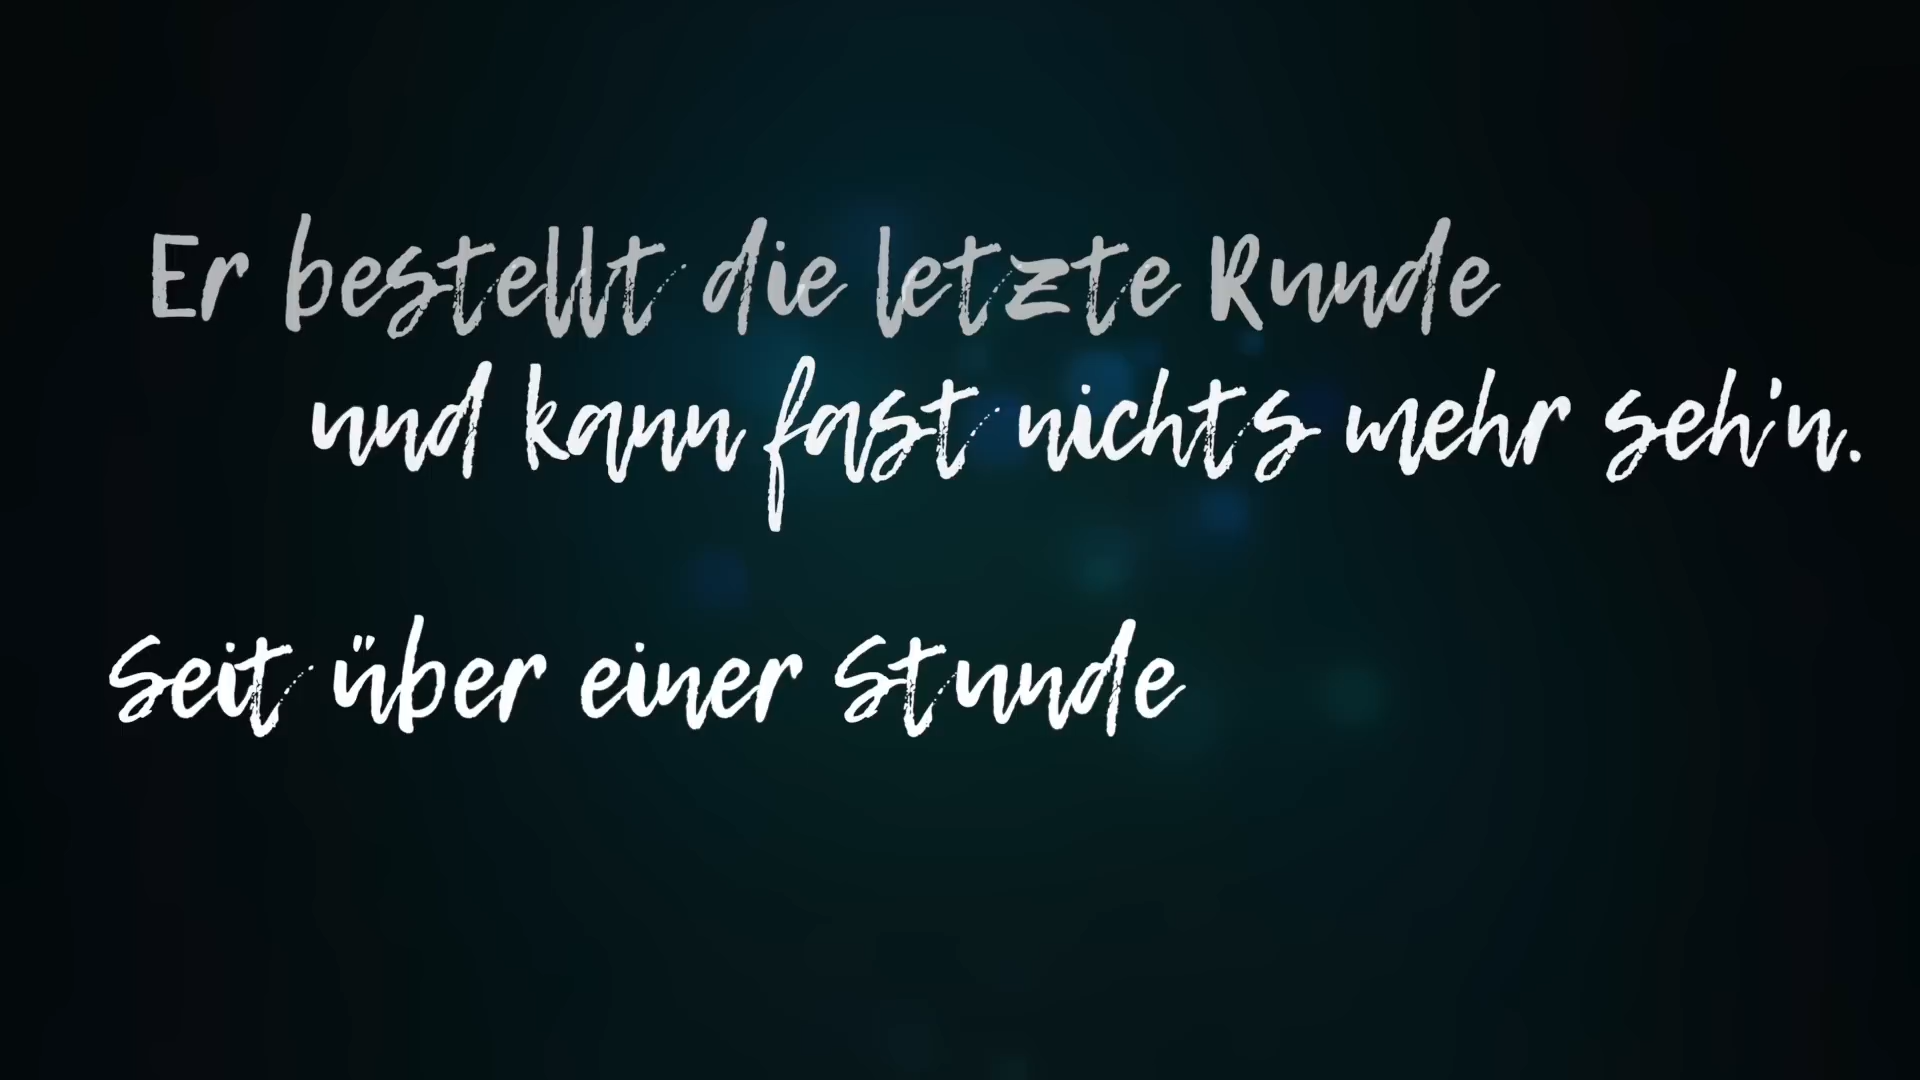 Er bestellt die letzte Runde
und kann fast nichts mehr seh'n.
Seit über einer Stunde